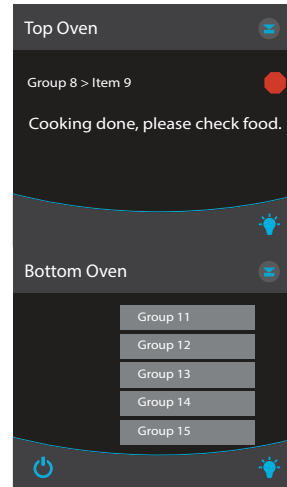 Top Oven
Group 8 > Item 9
Cooking done, please check food.
Bottom Oven
Group 11
Group 12
Group 13
Group 14
Group 15